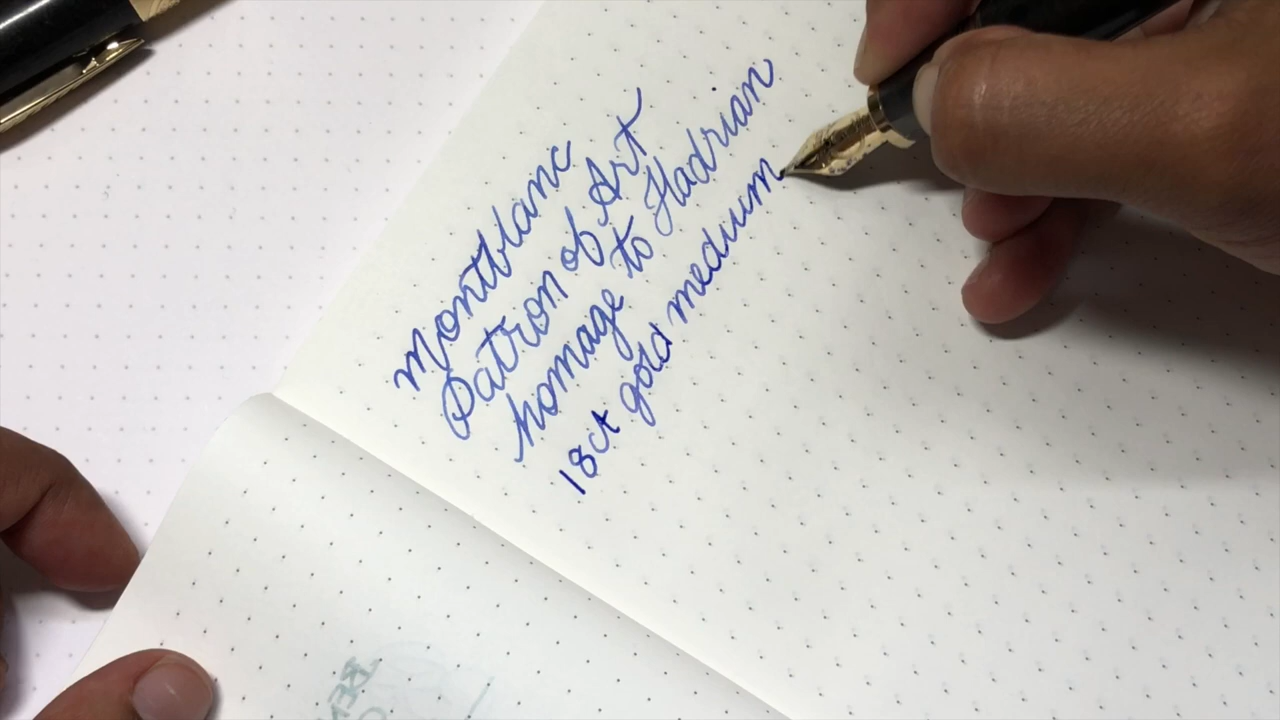 Montblanc
Patron of Art
homage to Hadrian
18ct gold medium